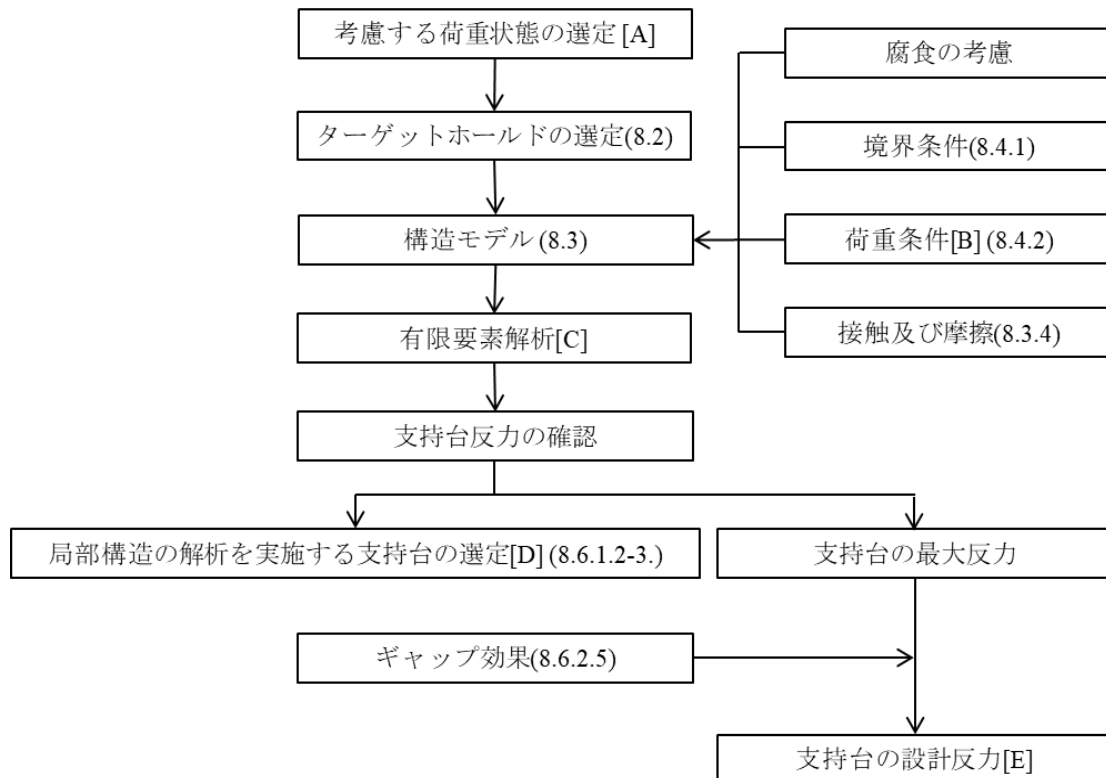 考慮する荷重状態の選定[A]
ターゲットホールドの選定(8.2)
構造モデル(8.3)
有限要素解析[C]
支持台反力の確認
腐食の考慮
境界条件(8.4.1)
荷重条件[B] (8.4.2)
接触及び摩擦(8.3.4)
局部構造の解析を実施する支持台の選定[D] (8.6.1.2-3.)
支持台の最大反力
ギャップ効果(8.6.2.5)
支持台の設計反力[E]